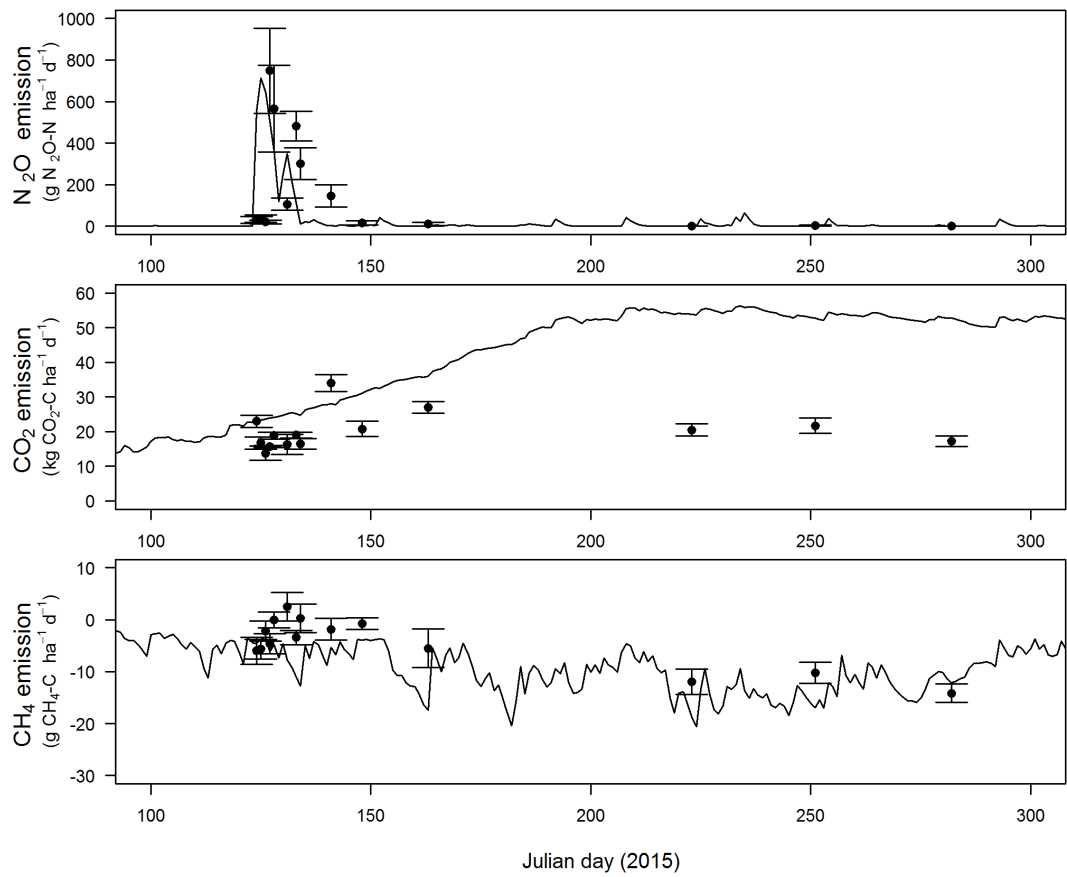 N₂O emission
(g N₂O-N ha⁻¹ d⁻¹)
1000
800
600
400
200
0
100 150 200 250 300
CO₂ emission
(kg CO₂-C ha⁻¹ d⁻¹)
60
50
40
30
20
10
0
100 150 200 250 300
CH₄ emission
(g CH₄-C ha⁻¹ d⁻¹)
10
0
-10
-20
-30
100 150 200 250 300
Julian day (2015)